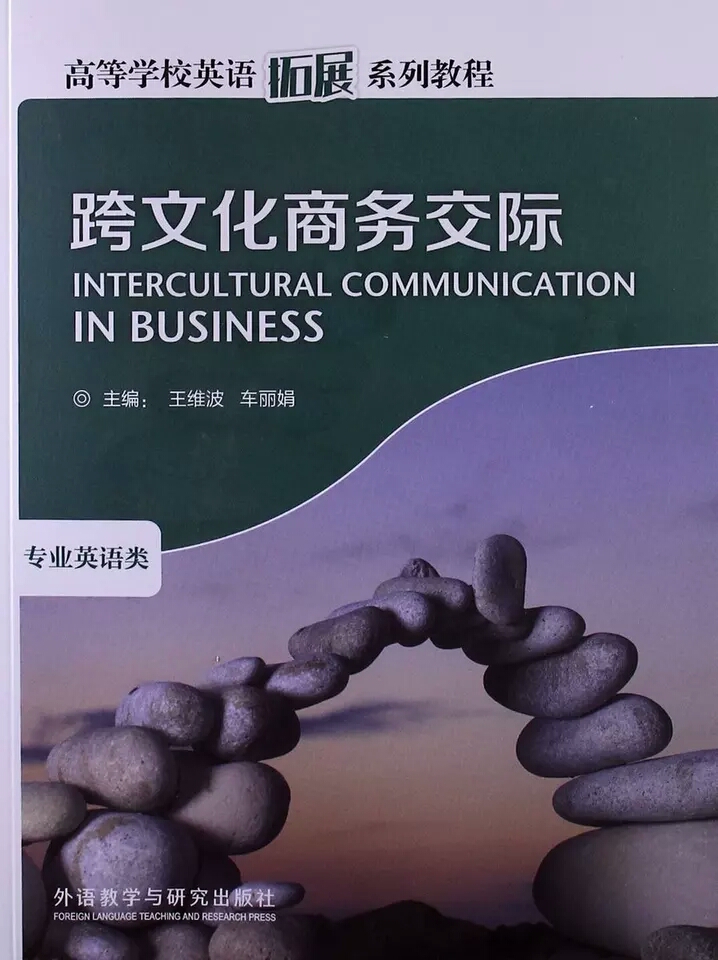 高等学校英语拓展系列教程
跨文化商务交际
INTERCULTURAL COMMUNICATION
IN BUSINESS
◎ 主编：王维波 车丽娟
专业英语类
外语教学与研究出版社
FOREIGN LANGUAGE TEACHING AND RESEARCH PRESS